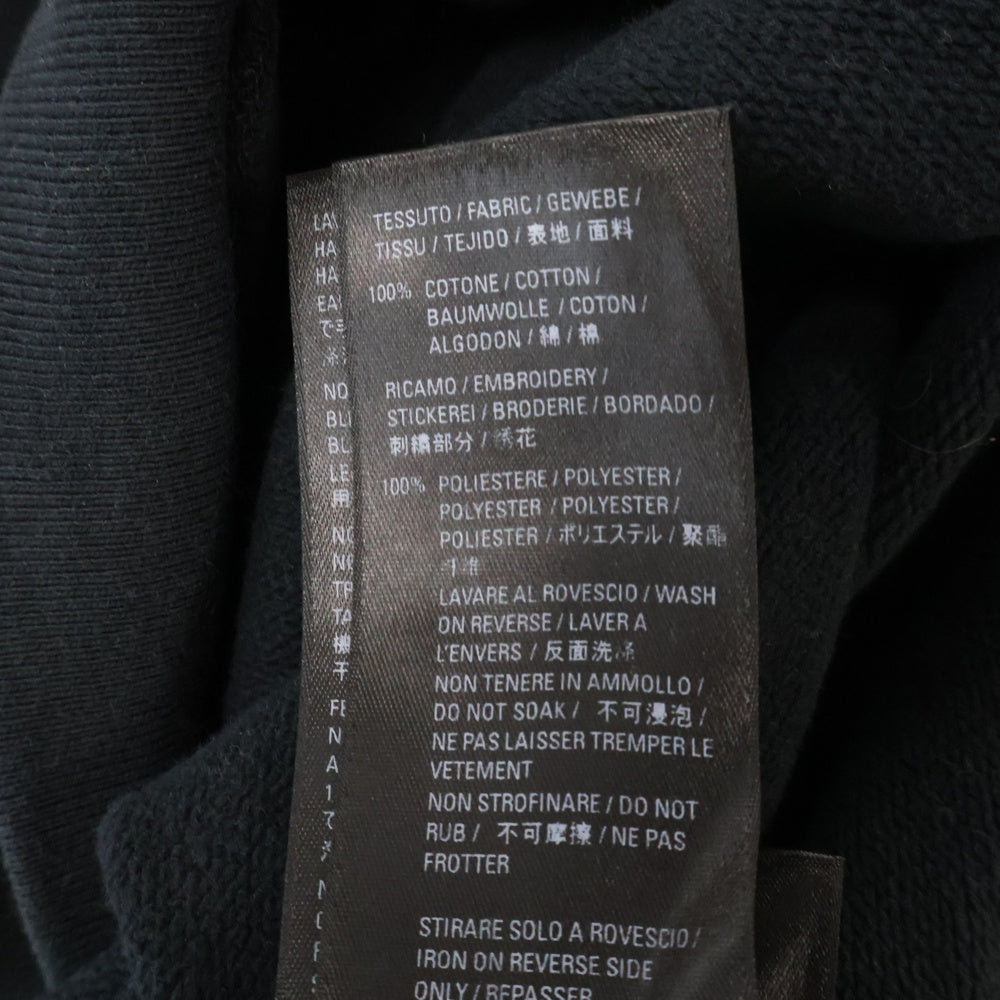 TESSUTO / FABRIC / GEWEBE /
TISSU / TEJIDO / 表地 / 面料
100% COTONE / COTTON /
BAUMWOLLE / COTON /
ALGODON / 綿 / 棉
RICAMO / EMBROIDERY /
STICKEREI / BRODERIE / BORDADO /
刺繍部分 / 绣花
100% POLIESTERE / POLYESTER /
POLYESTER / POLYESTER /
POLIESTER / ポリエステル / 聚酯
LAVARE AL ROVESCIO / WASH
ON REVERSE / LAVER A
L'ENVERS / 反面洗涤
NON TENERE IN AMMOLLO /
DO NOT SOAK / 不可浸泡 /
NE PAS LAISSER TREMPER LE
VETEMENT
NON STROFINARE / DO NOT
RUB / 不可摩擦 / NE PAS
FROTTER
STIRARE SOLO A ROVESCIO /
IRON ON REVERSE SIDE
ONLY / REPASSER